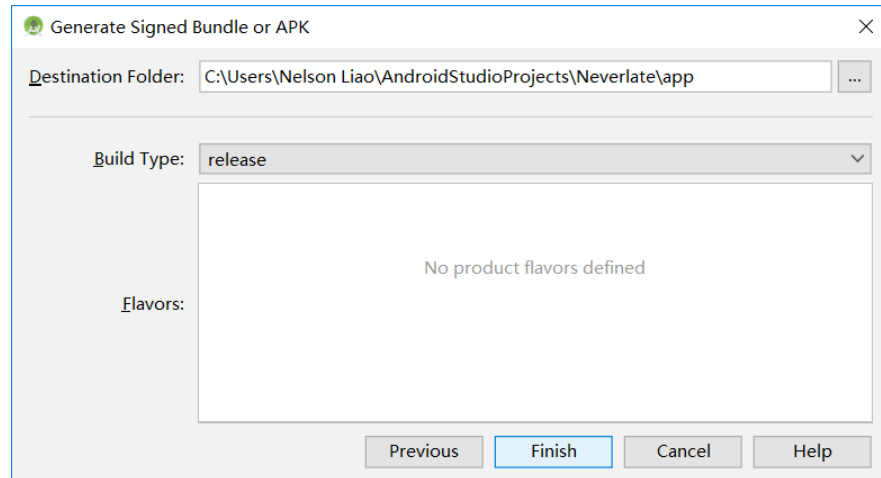 Generate Signed Bundle or APK
Destination Folder: C:\Users\Nelson Liao\AndroidStudioProjects\Neverlate\app ...
Build Type: release
No product flavors defined
Flavors:
Previous Finish Cancel Help